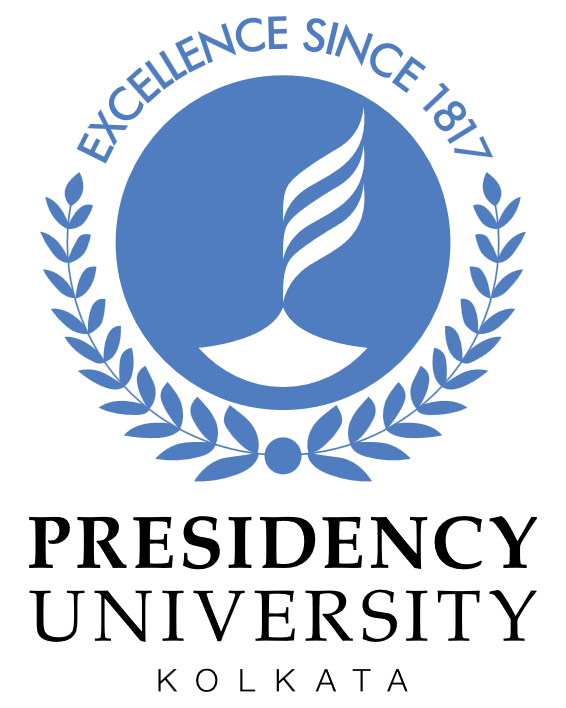 EXCELLENCE SINCE 1817
PRESIDENCY
UNIVERSITY
KOLKATA